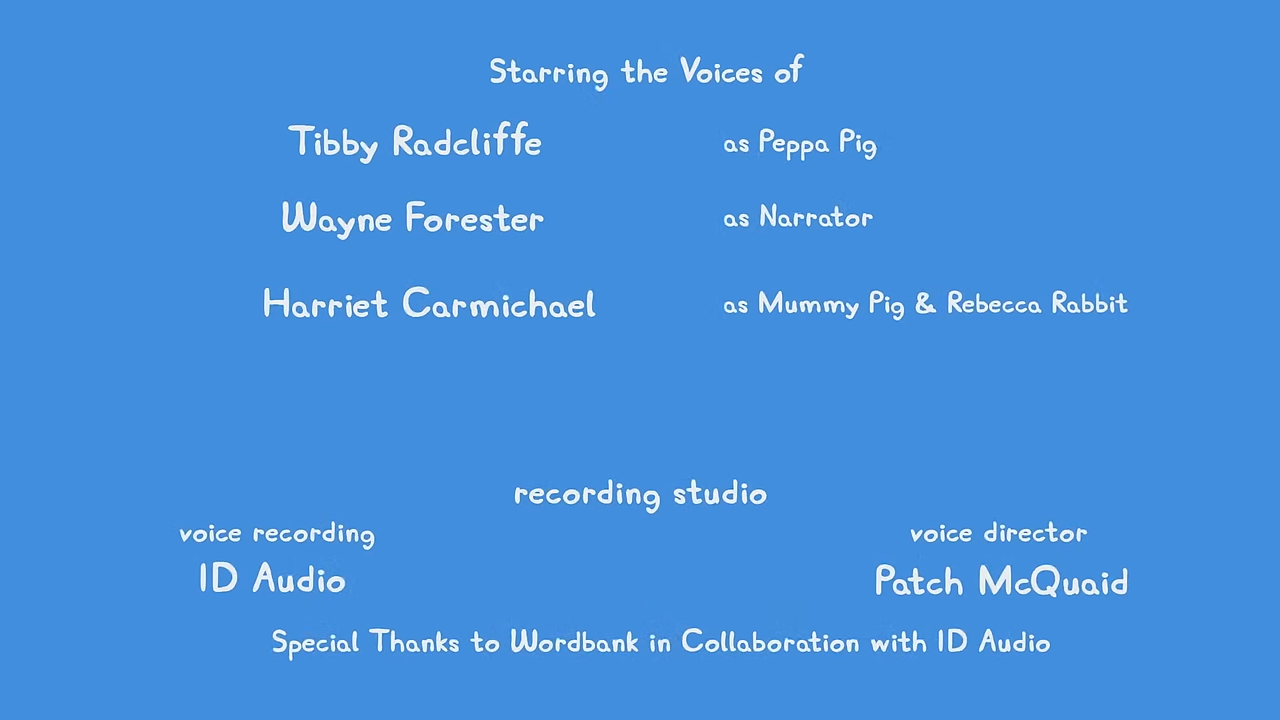 Starring the Voices of
Tibby Radcliffe as Peppa Pig
Wayne Forester as Narrator
Harriet Carmichael as Mummy Pig & Rebecca Rabbit
recording studio
voice recording voice director
ID Audio Patch McQuaid
Special Thanks to Wordbank in Collaboration with ID Audio